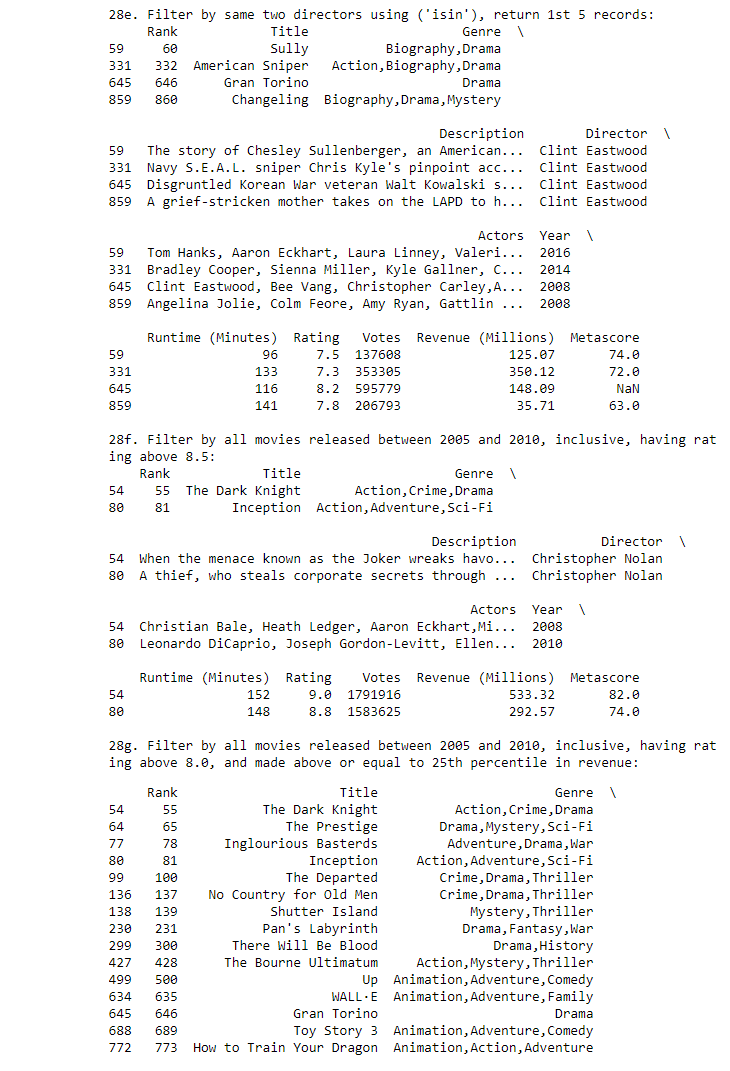 28e. Filter by same two directors using ('isin'), return 1st 5 records:
Rank Title Genre \
59 60 Sully Biography,Drama
331 332 American Sniper Action,Biography,Drama
645 646 Gran Torino Drama
859 860 Changeling Biography,Drama,Mystery
Description Director \
59 The story of Chesley Sullenberger, an American... Clint Eastwood
331 Navy S.E.A.L. sniper Chris Kyle's pinpoint acc... Clint Eastwood
645 Disgruntled Korean War veteran Walt Kowalski s... Clint Eastwood
859 A grief-stricken mother takes on the LAPD to h... Clint Eastwood
Actors Year \
59 Tom Hanks, Aaron Eckhart, Laura Linney, Valeri... 2016
331 Bradley Cooper, Sienna Miller, Kyle Gallner, C... 2014
645 Clint Eastwood, Bee Vang, Christopher Carley,A... 2008
859 Angelina Jolie, Colm Feore, Amy Ryan, Gattlin ... 2008
Runtime (Minutes) Rating Votes Revenue (Millions) Metascore
59 96 7.5 137608 125.07 74.0
331 133 7.3 353305 350.12 72.0
645 116 8.2 595779 148.09 NaN
859 141 7.8 206793 35.71 63.0
28f. Filter by all movies released between 2005 and 2010, inclusive, having rat
ing above 8.5:
Rank Title Genre \
54 55 The Dark Knight Action,Crime,Drama
80 81 Inception Action,Adventure,Sci-Fi
Description Director \
54 When the menace known as the Joker wreaks havo... Christopher Nolan
80 A thief, who steals corporate secrets through ... Christopher Nolan
Actors Year \
54 Christian Bale, Heath Ledger, Aaron Eckhart,Mi... 2008
80 Leonardo DiCaprio, Joseph Gordon-Levitt, Ellen... 2010
Runtime (Minutes) Rating Votes Revenue (Millions) Metascore
54 152 9.0 1791916 533.32 82.0
80 148 8.8 1583625 292.57 74.0
28g. Filter by all movies released between 2005 and 2010, inclusive, having rat
ing above 8.0, and made above or equal to 25th percentile in revenue:
Rank Title Genre \
54 55 The Dark Knight Action,Crime,Drama
64 65 The Prestige Drama,Mystery,Sci-Fi
77 78 Inglourious Basterds Adventure,Drama,War
80 81 Inception Action,Adventure,Sci-Fi
99 100 The Departed Crime,Drama,Thriller
136 137 No Country for Old Men Crime,Drama,Thriller
138 139 Shutter Island Mystery,Thriller
230 231 Pan's Labyrinth Drama,Fantasy,War
299 300 There Will Be Blood Drama,History
427 428 The Bourne Ultimatum Action,Mystery,Thriller
499 500 Up Animation,Adventure,Comedy
634 635 WALL·E Animation,Adventure,Family
645 646 Gran Torino Drama
688 689 Toy Story 3 Animation,Adventure,Comedy
772 773 How to Train Your Dragon Animation,Action,Adventure